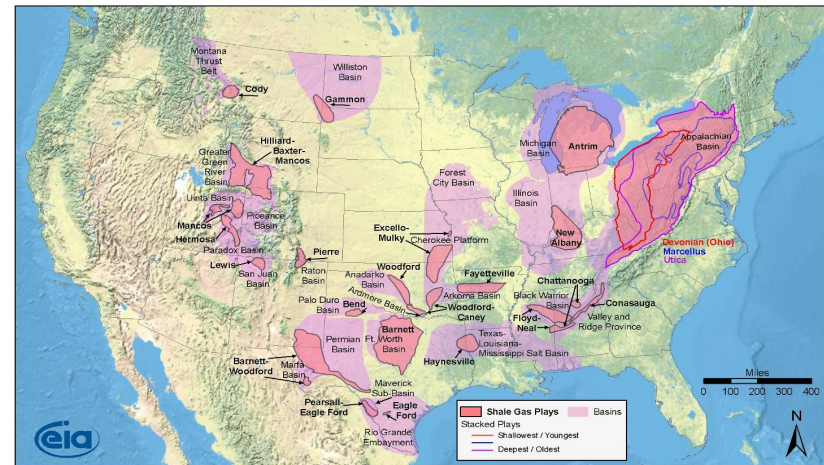 Montana
Thrust
Belt
Cody
Williston
Basin
Gammon
Hilliard-
Baxter-
Mancos
Greater
Green
River
Basin
Uinta Basin
Mancos
Piceance
Basin
Hermosa
Paradox Basin
Lewis
San Juan
Basin
Pierre
Raton
Basin
Forest
City Basin
Excello-
Mulky
Cherokee Platform
Woodford
Anadarko
Basin
Ardmore Basin
Palo Duro
Basin
Bend
Fayetteville
Arkoma Basin
Woodford-
Caney
Michigan
Basin
Antrim
Illinois
Basin
New
Albany
Appalachian
Basin
Devonian (Ohio)
Marcellus
Utica
Chattanooga
Black Warrior
Basin
Conasauga
Floyd-
Neal
Valley and
Ridge Province
Permian
Basin
Barnett
Ft. Worth
Basin
Texas-
Louisiana-
Mississippi Salt Basin
Haynesville
Barnett-
Woodford
Marfa
Basin
Maverick
Sub-Basin
Pearsall-
Eagle Ford
Eagle
Ford
Rio Grande
Embayment
Miles
0 100 200 300 400
N
Shale Gas Plays
Basins
Stacked Plays
Shallowest / Youngest
Deepest / Oldest
eia